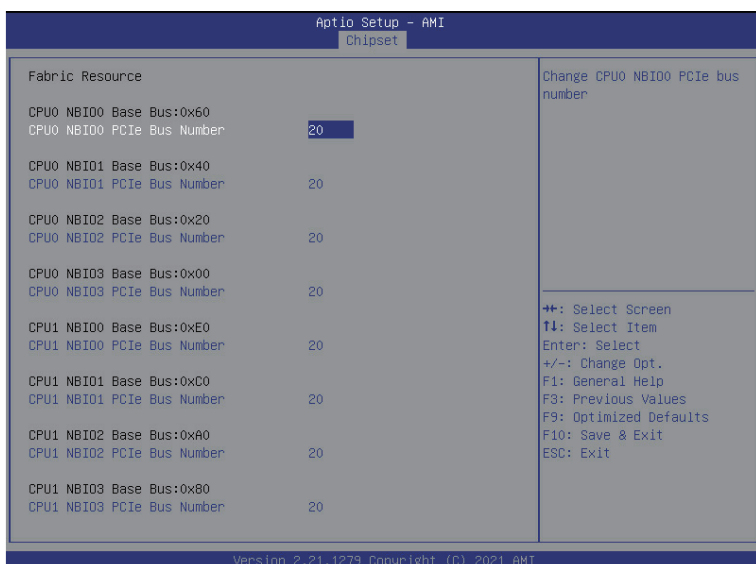 Aptio Setup - AMI
Chipset
Fabric Resource
CPU0 NBIO0 Base Bus:0x60
CPU0 NBIO0 PCIe Bus Number 20
CPU0 NBIO1 Base Bus:0x40
CPU0 NBIO1 PCIe Bus Number 20
CPU0 NBIO2 Base Bus:0x20
CPU0 NBIO2 PCIe Bus Number 20
CPU0 NBIO3 Base Bus:0x00
CPU0 NBIO3 PCIe Bus Number 20
CPU1 NBIO0 Base Bus:0xE0
CPU1 NBIO0 PCIe Bus Number 20
CPU1 NBIO1 Base Bus:0xC0
CPU1 NBIO1 PCIe Bus Number 20
CPU1 NBIO2 Base Bus:0xA0
CPU1 NBIO2 PCIe Bus Number 20
CPU1 NBIO3 Base Bus:0x80
CPU1 NBIO3 PCIe Bus Number 20
Change CPU0 NBIO0 PCIe bus
number
→←: Select Screen
↑↓: Select Item
Enter: Select
+/-: Change Opt.
F1: General Help
F3: Previous Values
F9: Optimized Defaults
F10: Save & Exit
ESC: Exit
Version 2.21.1279 Copyright (C) 2021 AMI